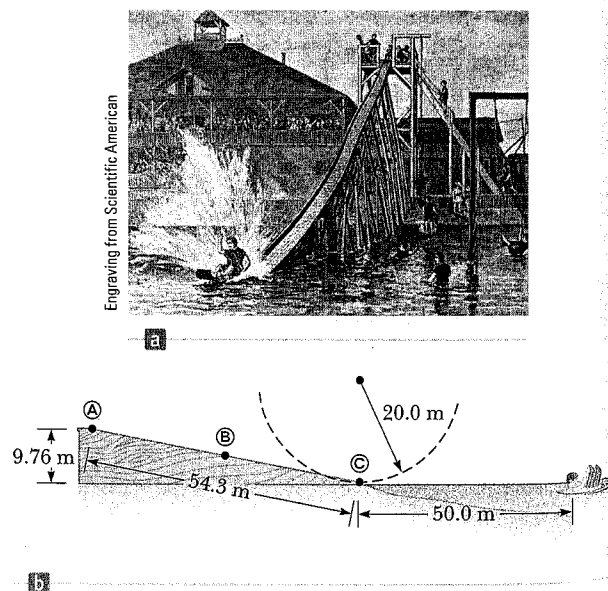 Engraving from Scientific American
a
A
B
C
20.0 m
9.76 m
54.3 m
50.0 m
b